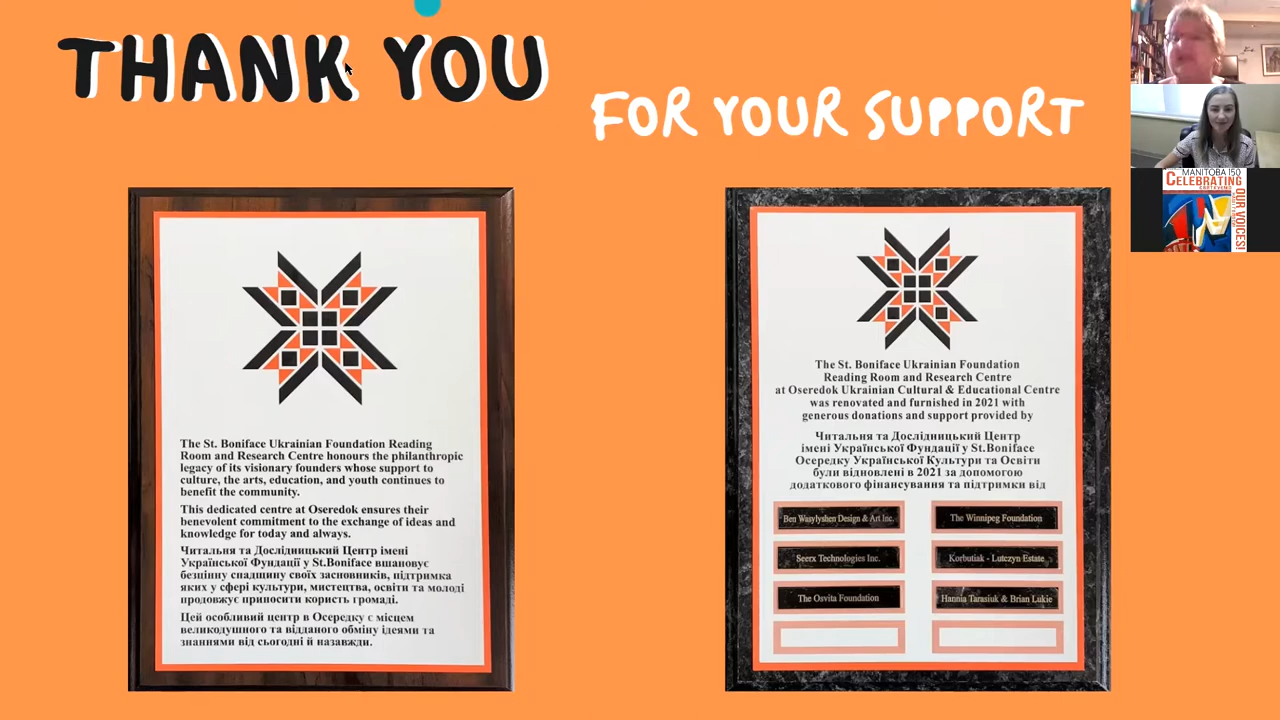 THANK YOU
FOR YOUR SUPPORT
The St. Boniface Ukrainian Foundation Reading
Room and Research Centre honours the philanthropic
legacy of its visionary founders whose support to
culture, the arts, education, and youth continues to
benefit the community.
This dedicated centre at Oseredok ensures their
benevolent commitment to the exchange of ideas and
knowledge for today and always.
Читальня та Дослідницький Центр імені
Української Фундації у St.Boniface вшановує
безцінну спадщину своїх засновників, підтримка
яких у сфері культури, мистецтва, освіти та молоді
продовжує приносити користь громаді.
Цей особливий центр в Осередку є місцем
великодушного та відданого обміну ідеями та
знаннями від сьогодні й назавжди.
The St. Boniface Ukrainian Foundation
Reading Room and Research Centre
at Oseredok Ukrainian Cultural & Educational Centre
was renovated and furnished in 2021 with
generous donations and support provided by
Читальня та Дослідницький Центр
імені Української Фундації у St.Boniface
Осередку Української Культури та Освіти
були відновлені в 2021 за допомогою
додаткового фінансування та підтримки від
Ben Wasylyshen Design & Art Inc.
The Winnipeg Foundation
Seerx Technologies Inc.
Korbutiak - Lutczyn Estate
The Osvita Foundation
Hannia Tarasiuk & Brian Lukie
MANITOBA 150
CELEBRATING
OUR VOICES!